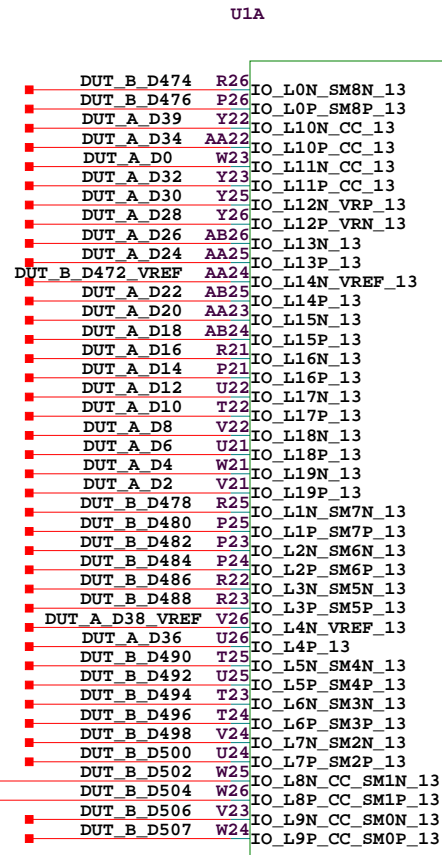 U1A
DUT_B_D474 R26 IO_L0N_SM8N_13
DUT_B_D476 P26 IO_L0P_SM8P_13
DUT_A_D39 Y22 IO_L10N_CC_13
DUT_A_D34 AA22 IO_L10P_CC_13
DUT_A_D0 W23 IO_L11N_CC_13
DUT_A_D32 Y23 IO_L11P_CC_13
DUT_A_D30 Y25 IO_L12N_VRP_13
DUT_A_D28 Y26 IO_L12P_VRN_13
DUT_A_D26 AB26 IO_L13N_13
DUT_A_D24 AA25 IO_L13P_13
DUT_B_D472_VREF AA24 IO_L14N_VREF_13
DUT_A_D22 AB25 IO_L14P_13
DUT_A_D20 AA23 IO_L15N_13
DUT_A_D18 AB24 IO_L15P_13
DUT_A_D16 R21 IO_L16N_13
DUT_A_D14 P21 IO_L16P_13
DUT_A_D12 U22 IO_L17N_13
DUT_A_D10 T22 IO_L17P_13
DUT_A_D8 V22 IO_L18N_13
DUT_A_D6 U21 IO_L18P_13
DUT_A_D4 W21 IO_L19N_13
DUT_A_D2 V21 IO_L19P_13
DUT_B_D478 R25 IO_L1N_SM7N_13
DUT_B_D480 P25 IO_L1P_SM7P_13
DUT_B_D482 P23 IO_L2N_SM6N_13
DUT_B_D484 P24 IO_L2P_SM6P_13
DUT_B_D486 R22 IO_L3N_SM5N_13
DUT_B_D488 R23 IO_L3P_SM5P_13
DUT_A_D38_VREF V26 IO_L4N_VREF_13
DUT_A_D36 U26 IO_L4P_13
DUT_B_D490 T25 IO_L5N_SM4N_13
DUT_B_D492 U25 IO_L5P_SM4P_13
DUT_B_D494 T23 IO_L6N_SM3N_13
DUT_B_D496 T24 IO_L6P_SM3P_13
DUT_B_D498 V24 IO_L7N_SM2N_13
DUT_B_D500 U24 IO_L7P_SM2P_13
DUT_B_D502 W25 IO_L8N_CC_SM1N_13
DUT_B_D504 W26 IO_L8P_CC_SM1P_13
DUT_B_D506 V23 IO_L9N_CC_SM0N_13
DUT_B_D507 W24 IO_L9P_CC_SM0P_13